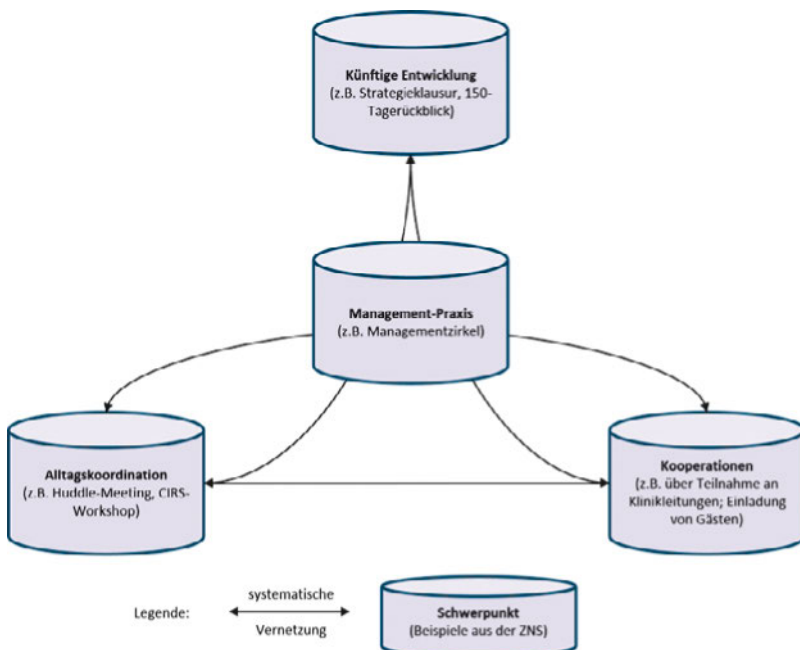 Künftige Entwicklung
(z.B. Strategieklausur, 150-
Tagerückblick)
Management-Praxis
(z.B. Managementzirkel)
Alltagskoordination
(z.B. Huddle-Meeting, CIRS-
Workshop)
Kooperationen
(z.B. über Teilnahme an
Klinikleitungen; Einladung
von Gästen)
Legende:
systematische
Vernetzung
Schwerpunkt
(Beispiele aus der ZNS)